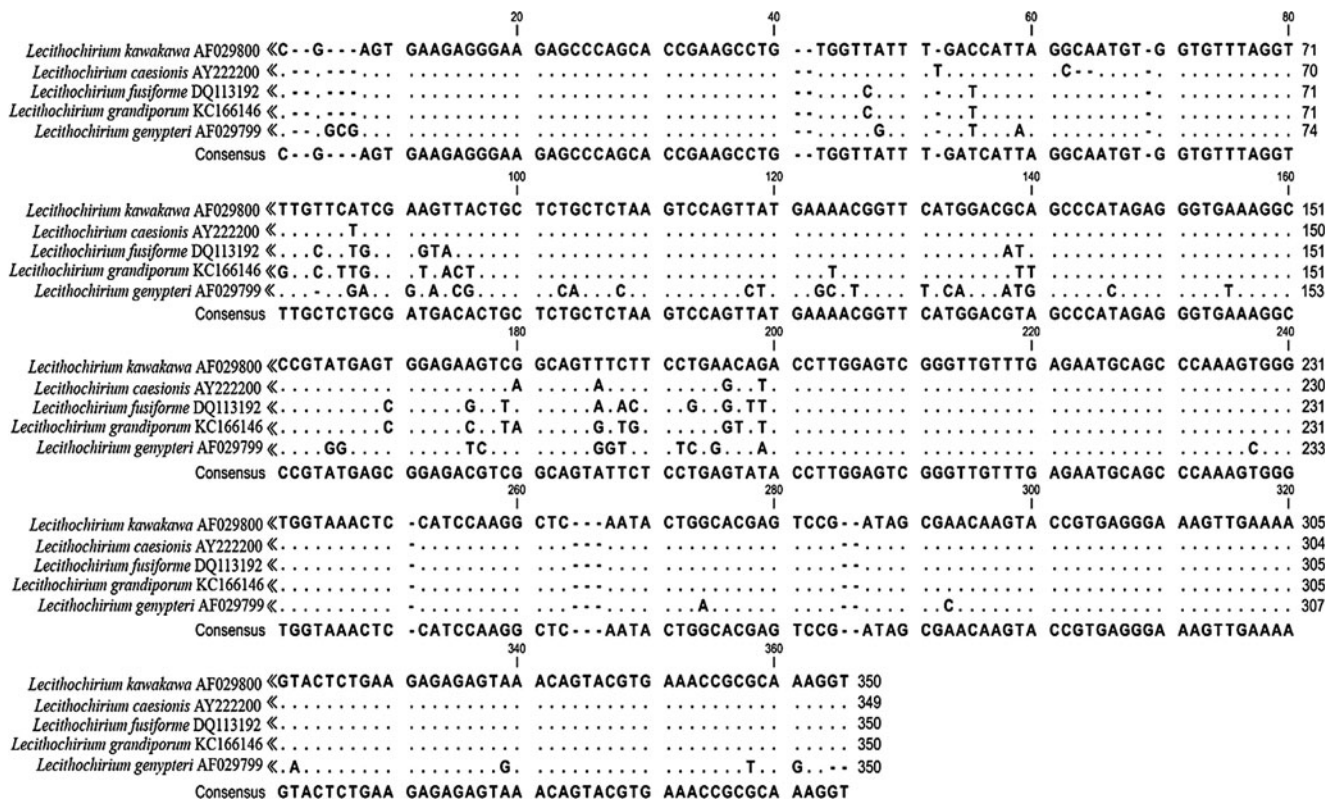 20 40 60 80
Lecithochirium kawakawa AF029800 «C--G---AGT GAAGAGGGAA GAGCCCAGCA CCGAAGCCTG --TGGTTATT T-GACCATTA GGCAATGT-G GTGTTTAGGT 71
Lecithochirium caesionis AY222200 «.--.---... .......... .......... .......... --........ .-.T...... ...C--...-. .......... 70
Lecithochirium fusiforme DQ113192 «.--.---... .......... .......... .......... --.....C.. .-...T.... ........-. .......... 71
Lecithochirium grandiporum KC166146 «.--.---... .......... .......... .......... --.....C.. .-...T.... ........-. .......... 71
Lecithochirium genypteri AF029799 «.--.GCG... .......... .......... .......... --......G. .-...T...A ........-. .......... 74
Consensus C--G---AGT GAAGAGGGAA GAGCCCAGCA CCGAAGCCTG --TGGTTATT T-GATCATTA GGCAATGT-G GTGTTTAGGT
100 120 140 160
Lecithochirium kawakawa AF029800 «TTGTTCATCG AAGTTACTGC TCTGCTCTAA GTCCAGTTAT GAAAACGGTT CATGGACGCA GCCCATAGAG GGTGAAAGGC 151
Lecithochirium caesionis AY222200 «......T... .......... .......... .......... .......... .......... .......... .......... 150
Lecithochirium fusiforme DQ113192 «...C..TG.. ..GTA..... .......... .......... .......... .......AT. .......... .......... 151
Lecithochirium grandiporum KC166146 «G..C.TTG.. ..T.ACT... .......... .......... ....T..... ........TT .......... .......... 151
Lecithochirium genypteri AF029799 «...-..GA.. G.A.CG.... ...CA...C. ........CT ...GC.T... .T.CA...ATG ......C... .....T.... 153
Consensus TTGCTCTGCG ATGACACTGC TCTGCTCTAA GTCCAGTTAT GAAAACGGTT CATGGACGTA GCCCATAGAG GGTGAAAGGC
180 200 220 240
Lecithochirium kawakawa AF029800 «CCGTATGAGT GGAGAAGTCG GCAGTTTCTT CCTGAACAGA CCTTGGAGTC GGGTTGTTTG AGAATGCAGC CCAAAGTGGG 231
Lecithochirium caesionis AY222200 «.......... .........A .....A.... ......G..T .......... .......... .......... .......... 230
Lecithochirium fusiforme DQ113192 «.........C .....G..T. .....A.AC. ...G..G.TT .......... .......... .......... .......... 231
Lecithochirium grandiporum KC166146 «.........C .....C..TA .....G.TG. ......GT.T .......... .......... .......... .......... 231
Lecithochirium genypteri AF029799 «....GG.... .....TC... .....GGT.. ..TC.G...A .......... .......... .......... .......C.. 233
Consensus CCGTATGAGC GGAGACGTCG GCAGTATTCT CCTGAGTATA CCTTGGAGTC GGGTTGTTTG AGAATGCAGC CCAAAGTGGG
260 280 300 320
Lecithochirium kawakawa AF029800 «TGGTAAACTC -CATCCAAGG CTC---AATA CTGGCACGAG TCCG--ATAG CGAACAAGTA CCGTGAGGGA AAGTTGAAAA 305
Lecithochirium caesionis AY222200 «.......... -......... ...---.... .......... ....--.... .......... .......... .......... 304
Lecithochirium fusiforme DQ113192 «.......... -......... ...---.... .......... ....--.... .......... .......... .......... 305
Lecithochirium grandiporum KC166146 «.......... -......... ...---.... .......... ....--.... .......... .......... .......... 305
Lecithochirium genypteri AF029799 «.......... -......... ...---.... ....A..... ....--.... ...C...... .......... .......... 307
Consensus TGGTAAACTC -CATCCAAGG CTC---AATA CTGGCACGAG TCCG--ATAG CGAACAAGTA CCGTGAGGGA AAGTTGAAAA
340 360
Lecithochirium kawakawa AF029800 «GTACTCTGAA GAGAGAGTAA ACAGTACGTG AAACCGCGCA AAGGT 350
Lecithochirium caesionis AY222200 «.......... .......... .......... .......... ..... 349
Lecithochirium fusiforme DQ113192 «.......... .......... .......... .......... ..... 350
Lecithochirium grandiporum KC166146 «.......... .......... .......... .......... ..... 350
Lecithochirium genypteri AF029799 «.A........ ........G. .......... ........T. .G..-- 350
Consensus GTACTCTGAA GAGAGAGTAA ACAGTACGTG AAACCGCGCA AAGGT